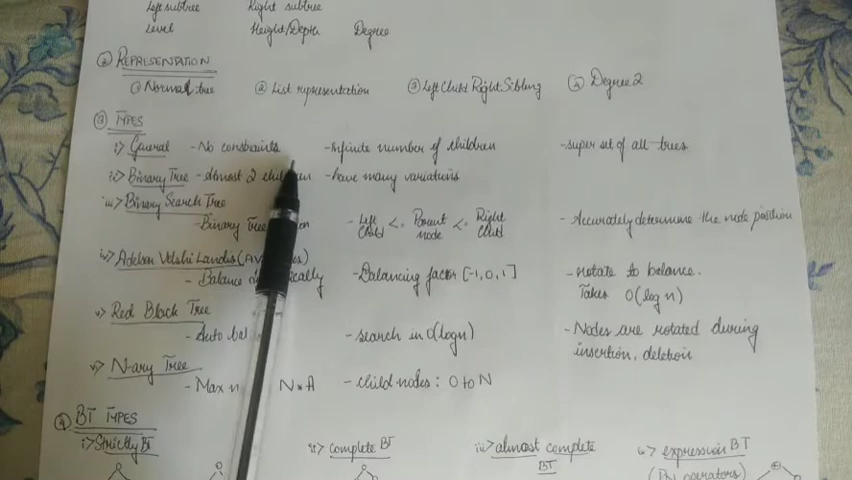 Left subtree Right subtree
Level Height/Depth Degree
② REPRESENTATION
① Normal tree ② List representation ③ Left Child Right Sibling ④ Degree 2
③ TYPES
i> General - No constraints - Infinite number of children - super set of all trees
ii> Binary Tree - almost 2 - have many variations
iii> Binary Search Tree
- Binary Tree - Left Child <= Parent node <= Right Child - Accurately determine the node position
iv> Adelson Velshi Landis
- Balance - Balancing factor [-1,0,1] - rotate to balance.
Takes O(log n)
v> Red Black Tree
- Auto - search in O(logn) - Nodes are rotated during
insertion, deletion
v> N-ary Tree
- Max N*A - child nodes: 0 to N
④ BT TYPES
i> Strictly BT ii> complete BT iii> almost complete BT iv> expression BT
operators)